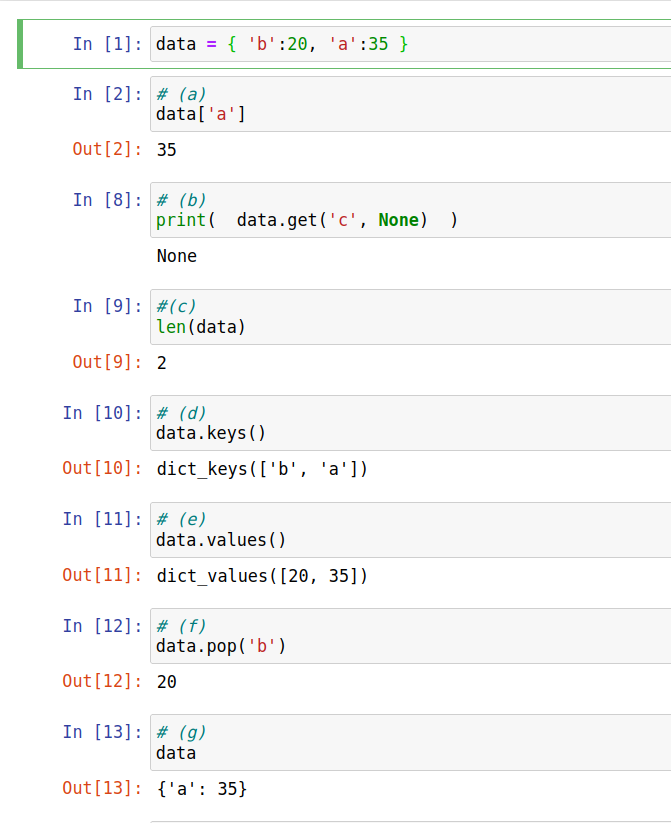 In [1]: data = { 'b':20, 'a':35 }
In [2]: # (a)
data['a']
Out[2]: 35
In [8]: # (b)
print(  data.get('c', None)  )
None
In [9]: #(c)
len(data)
Out[9]: 2
In [10]: # (d)
data.keys()
Out[10]: dict_keys(['b', 'a'])
In [11]: # (e)
data.values()
Out[11]: dict_values([20, 35])
In [12]: # (f)
data.pop('b')
Out[12]: 20
In [13]: # (g)
data
Out[13]: {'a': 35}